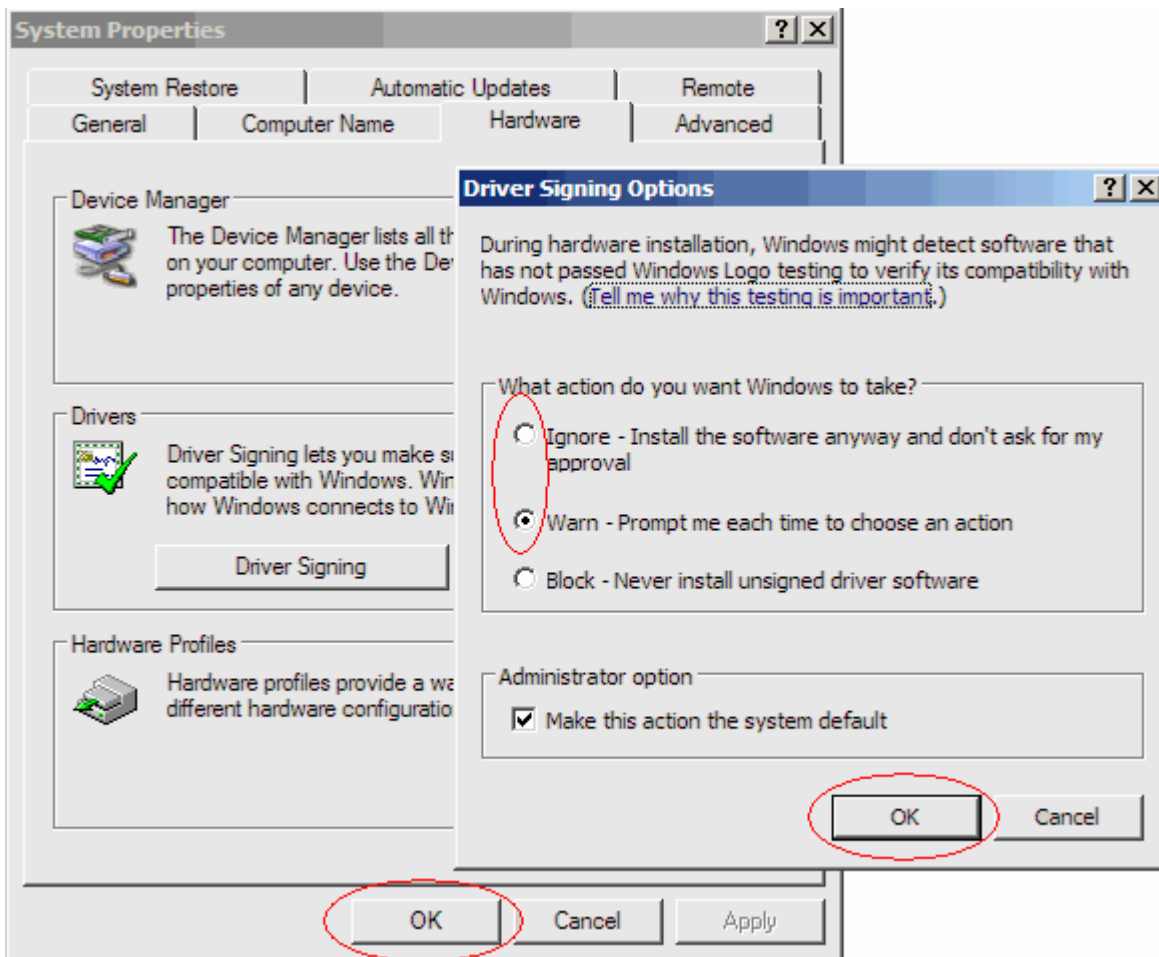 System Properties
System Restore
Automatic Updates
Remote
General
Computer Name
Hardware
Advanced
Device Manager
The Device Manager lists all
on your computer. Use the
properties of any device.
Drivers
Driver Signing lets you make
compatible with Windows.
how Windows connects to
Driver Signing
Hardware Profiles
Hardware profiles provide a
different hardware
OK
Cancel
Apply
Driver Signing Options
During hardware installation, Windows might detect software that
has not passed Windows Logo testing to verify its compatibility with
Windows. (Tell me why this testing is important.)
What action do you want Windows to take?
Ignore - Install the software anyway and don't ask for my
approval
Warn - Prompt me each time to choose an action
Block - Never install unsigned driver software
Administrator option
Make this action the system default
OK
Cancel